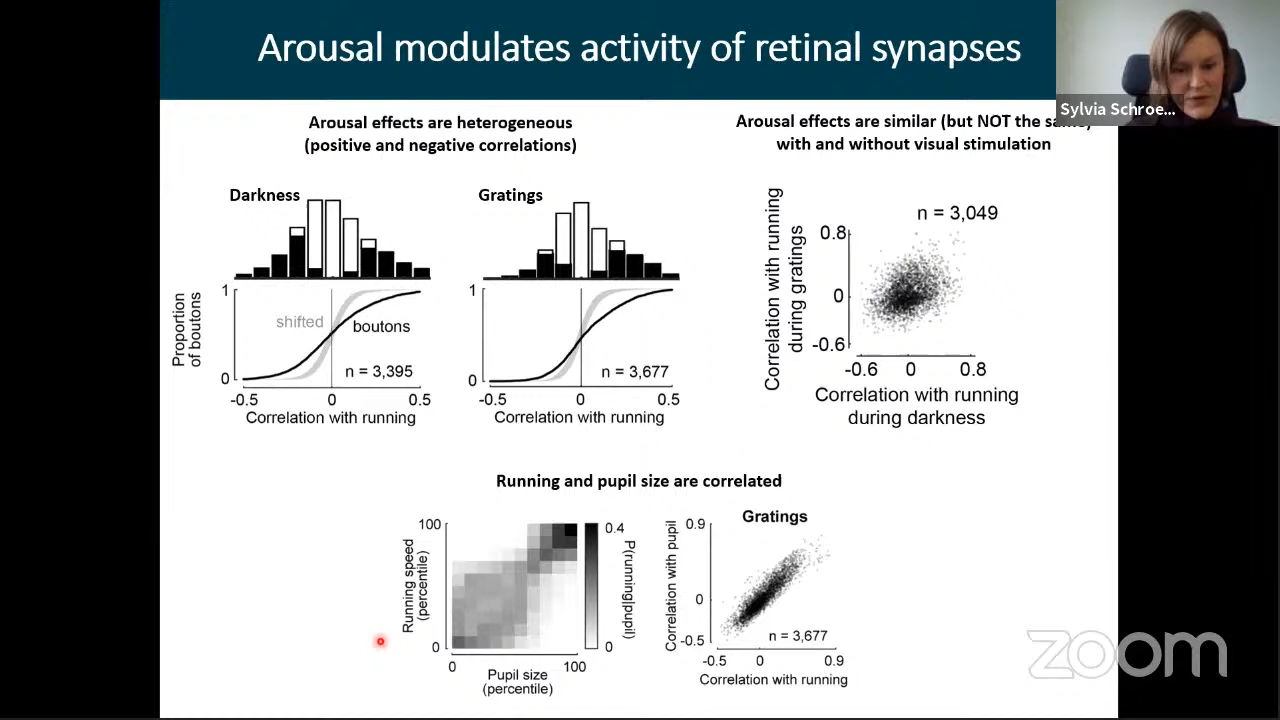 Arousal modulates activity of retinal synapses
Sylvia Schroe...
Arousal effects are heterogeneous
(positive and negative correlations)
Arousal effects are similar (but NOT the same)
with and without visual stimulation
Darkness
Gratings
1
0
Proportion
of boutons
shifted
boutons
n = 3,395
-0.5
0
0.5
Correlation with running
1
0
n = 3,677
-0.5
0
0.5
Correlation with running
Correlation with running
during gratings
n = 3,049
0.8
0
-0.6
-0.6
0
0.8
Correlation with running
during darkness
Running and pupil size are correlated
Running speed
(percentile)
100
0
0
100
Pupil size
(percentile)
0.4
0
P(running|pupil)
Gratings
Correlation with pupil
0.9
0
-0.5
n = 3,677
-0.5
0
0.9
Correlation with running
zoom